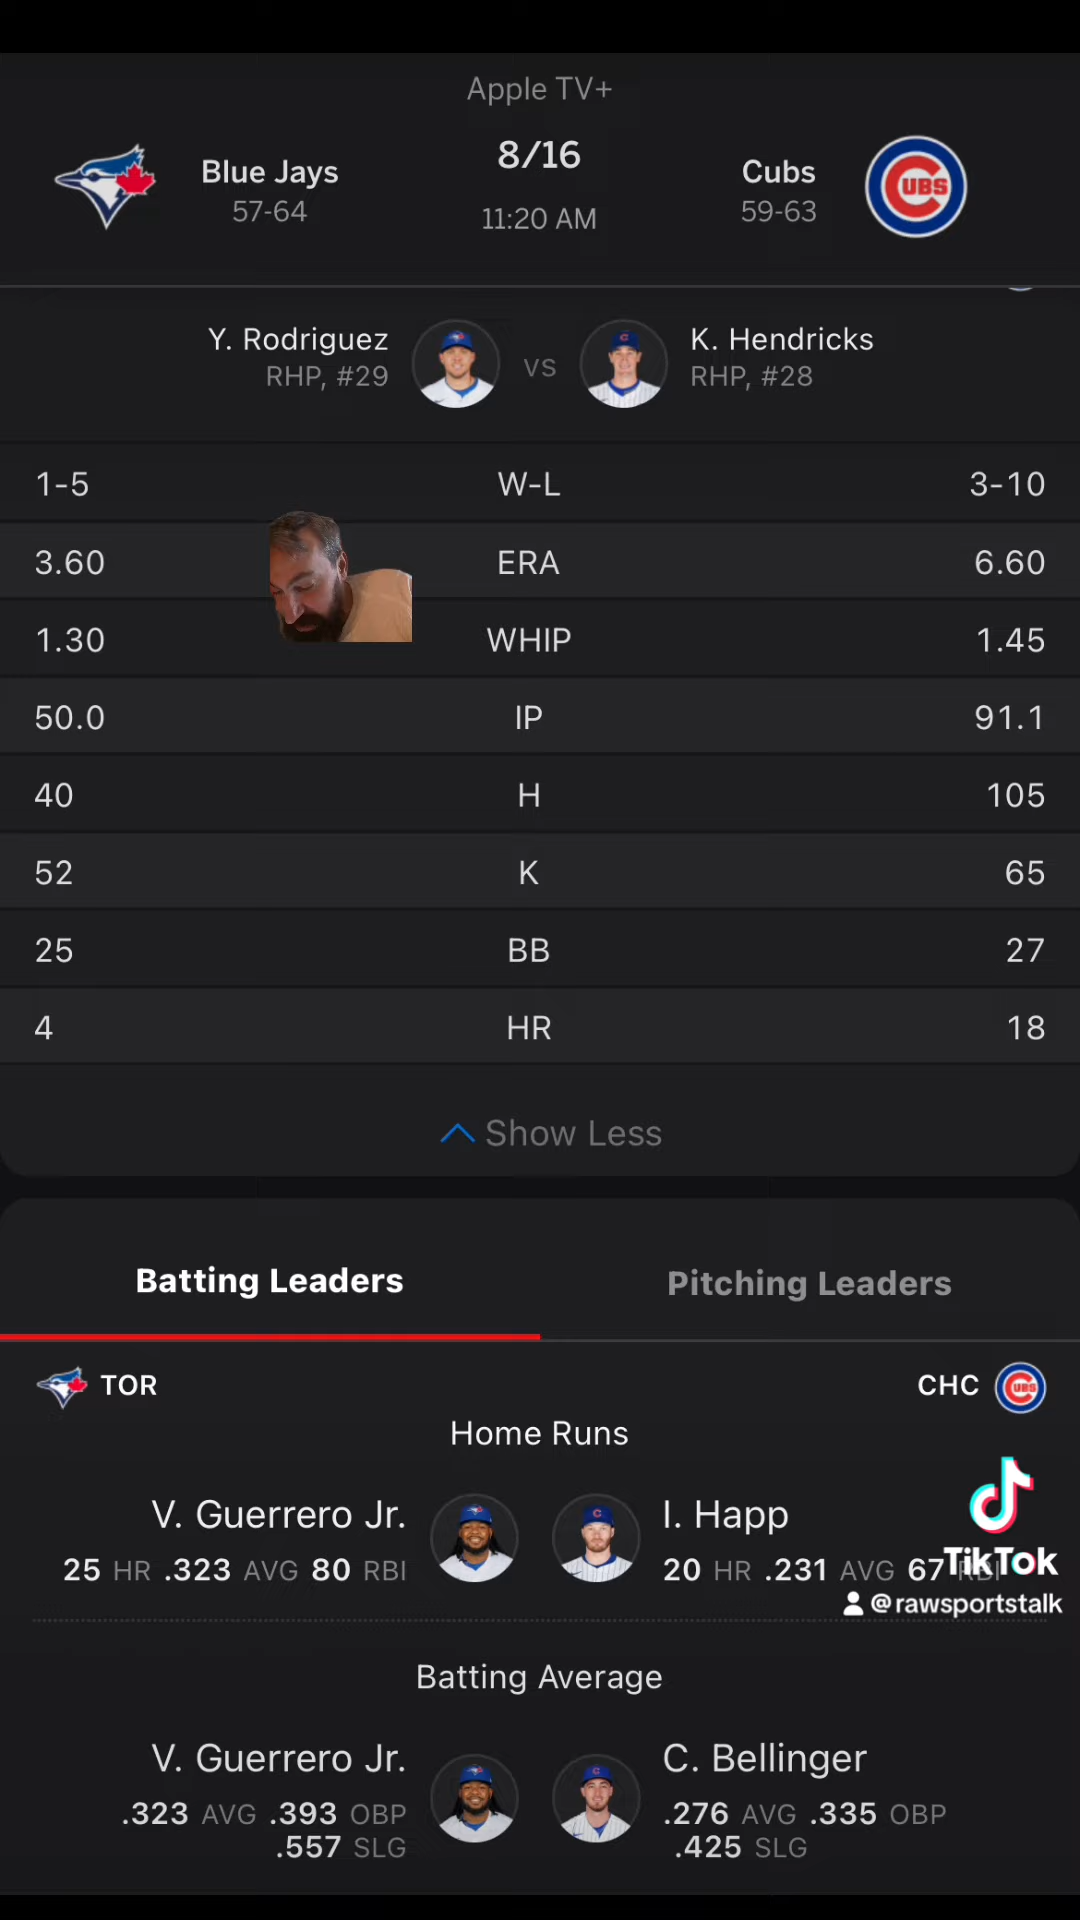 Apple TV+
Blue Jays
57-64
8/16
11:20 AM
Cubs
59-63
CUBS
Y. Rodriguez
RHP, #29
vs
K. Hendricks
RHP, #28
1-5 W-L 3-10
3.60 ERA 6.60
1.30 WHIP 1.45
50.0 IP 91.1
40 H 105
52 K 65
25 BB 27
4 HR 18
Show Less
Batting Leaders Pitching Leaders
TOR CHC
Home Runs
V. Guerrero Jr.
25 HR .323 AVG 80 RBI
I. Happ
20 HR .231 AVG 67 RBI
TikTok
@rawsportstalk
Batting Average
V. Guerrero Jr.
.323 AVG .393 OBP
.557 SLG
C. Bellinger
.276 AVG .335 OBP
.425 SLG